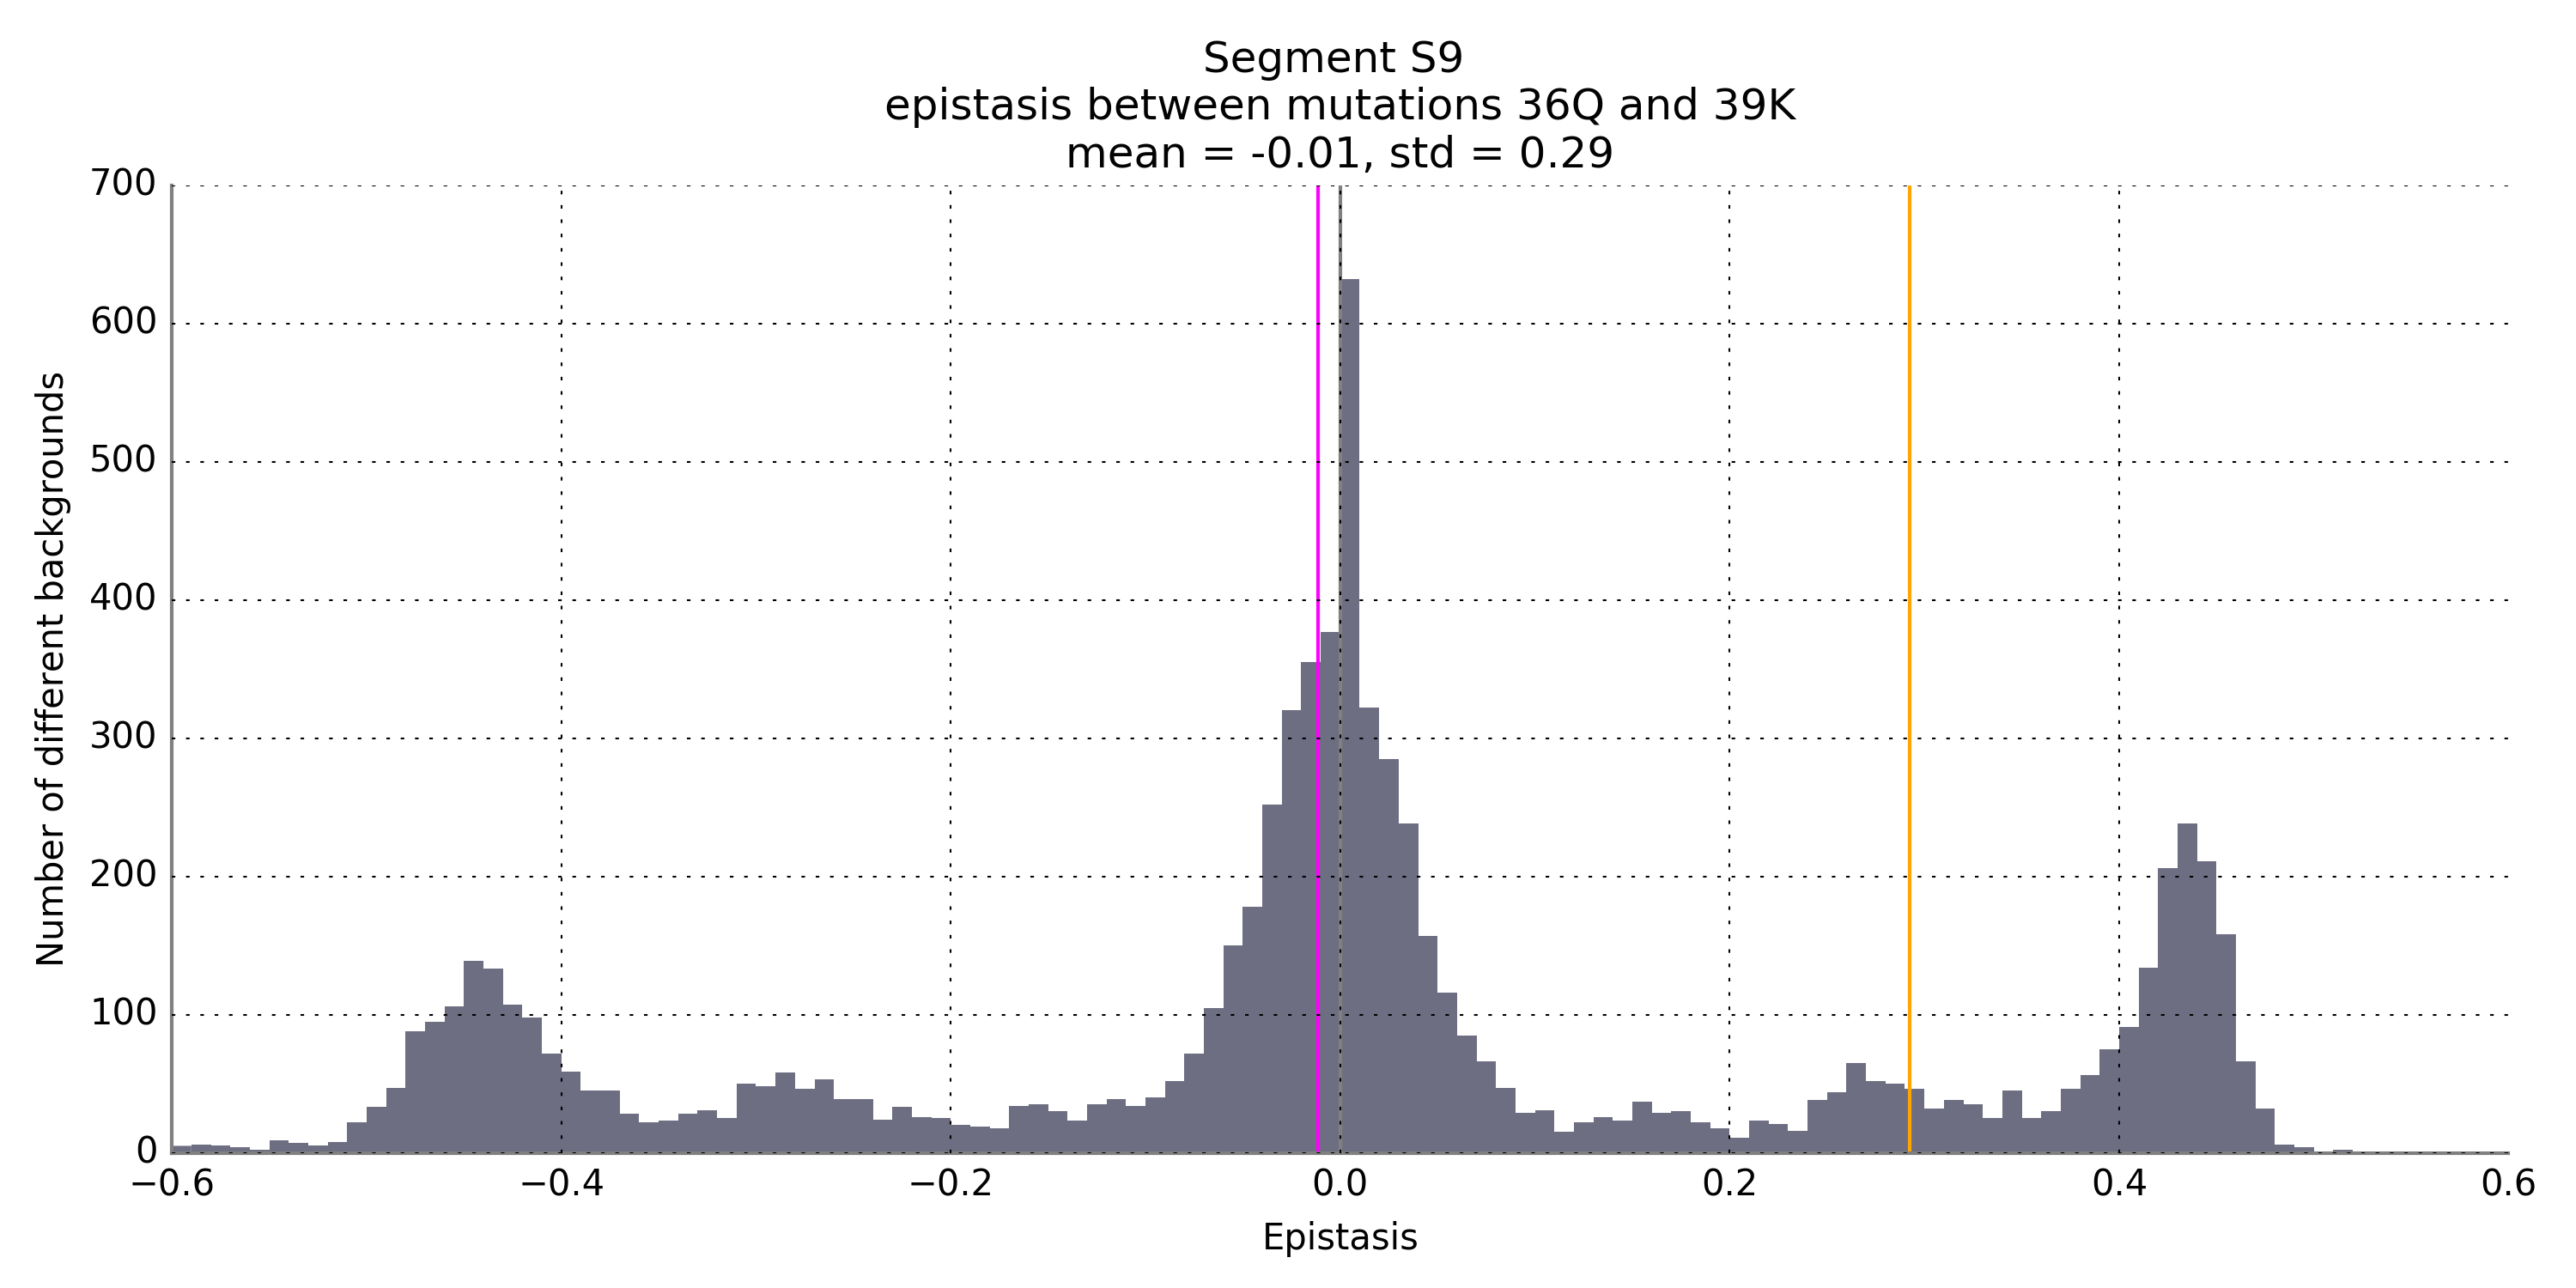 Segment S9
epistasis between mutations 36Q and 39K
mean = -0.01, std = 0.29
700
600
500
400
300
200
100
0
Number of different backgrounds
−0.6 −0.4 −0.2 0.0 0.2 0.4 0.6
Epistasis